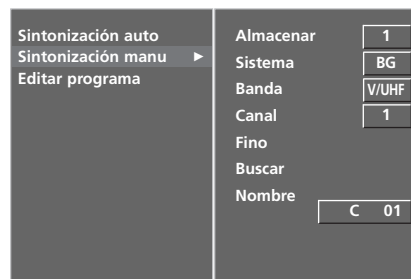 Sintonización auto
Sintonización manu ►
Editar programa
Almacenar 1
Sistema BG
Banda V/UHF
Canal 1
Fino
Buscar
Nombre
C 01